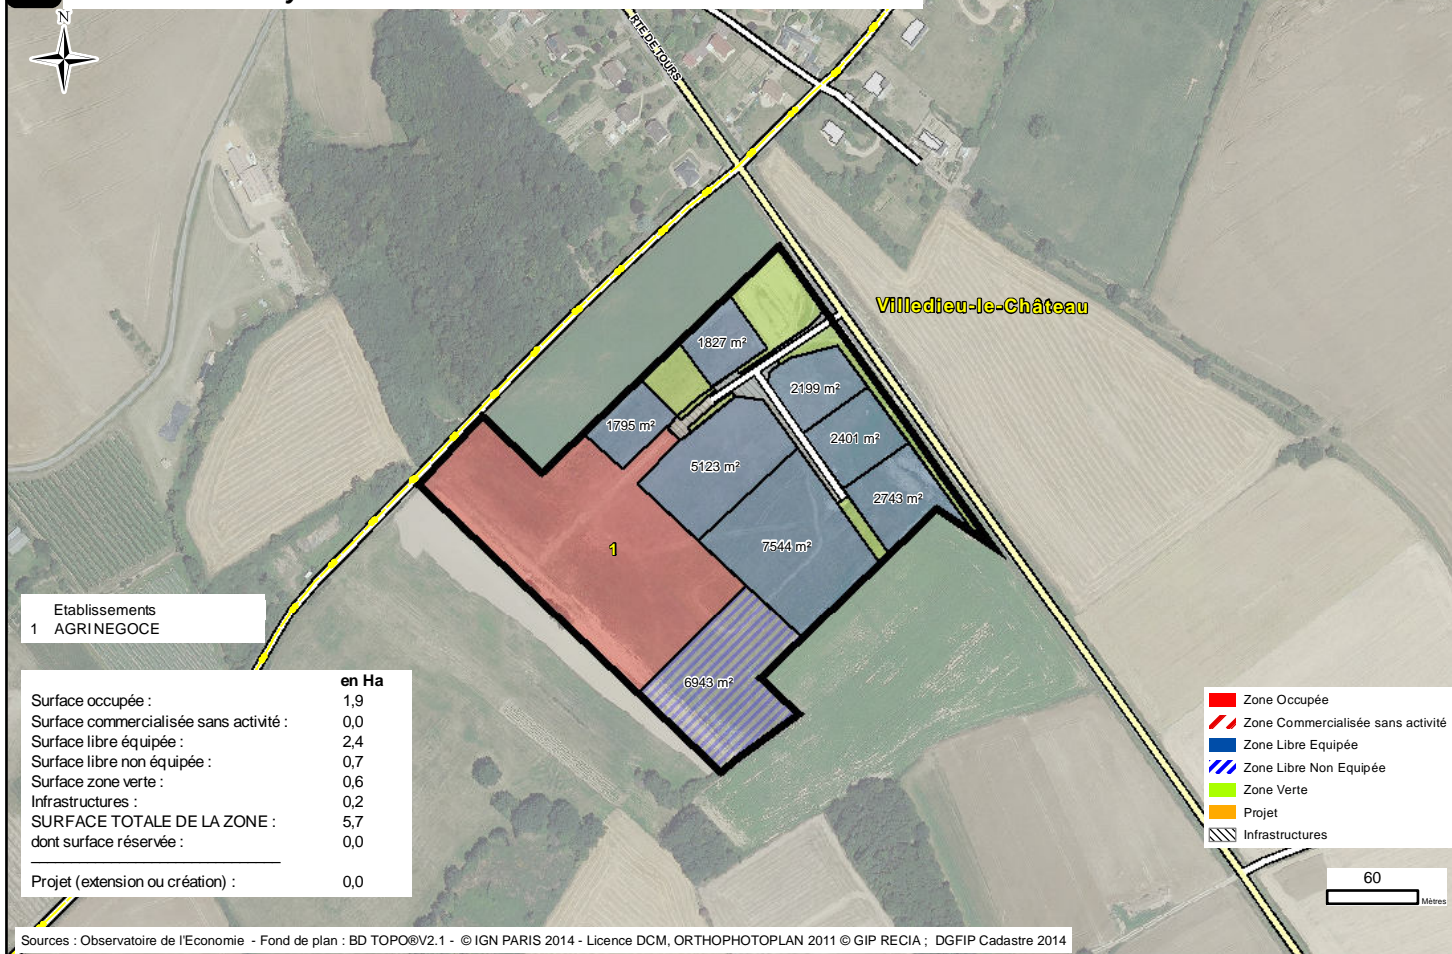 N
RTE DE TOURS
Villedieu-le-Château
1827 m²
2199 m²
1795 m²
2401 m²
5123 m²
2743 m²
7544 m²
1
6943 m²
Etablissements
1 AGRINEGOCE
en Ha
Surface occupée : 1,9
Surface commercialisée sans activité : 0,0
Surface libre équipée : 2,4
Surface libre non équipée : 0,7
Surface zone verte : 0,6
Infrastructures : 0,2
SURFACE TOTALE DE LA ZONE : 5,7
dont surface réservée : 0,0
Projet (extension ou création) : 0,0
Zone Occupée
Zone Commercialisée sans activité
Zone Libre Equipée
Zone Libre Non Equipée
Zone Verte
Projet
Infrastructures
60
Mètres
Sources : Observatoire de l'Economie - Fond de plan : BD TOPO®V2.1 - © IGN PARIS 2014 - Licence DCM, ORTHOPHOTOPLAN 2011 © GIP RECIA ; DGFIP Cadastre 2014